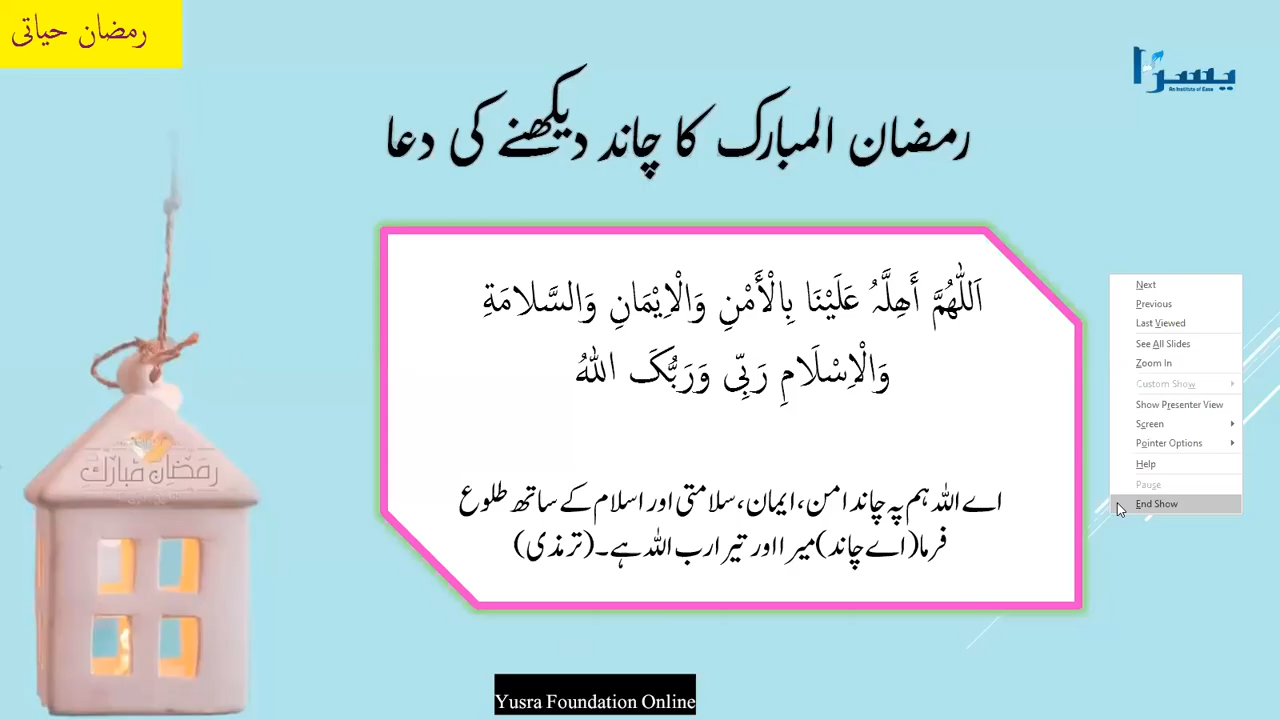 رمضان حیاتی
یسرا
An Institute of Ease
رمضان المبارک کا چاند دیکھنے کی دعا
اَللّٰهُمَّ أَهِلَّہُ عَلَيْنَا بِالْأَمْنِ وَالْاِيْمَانِ وَالسَّلَامَةِ
وَالْاِسْلَامِ رَبِّی وَرَبُّکَ اللّٰهُ
اے اللہ ہم پہ چاند امن، ایمان، سلامتی اور اسلام کے ساتھ طلوع
فرما(اے چاند)میرا اور تیرا رب اللہ ہے۔(ترمذی)
رمضان مبارك
Next
Previous
Last Viewed
See All Slides
Zoom In
Custom Show
Show Presenter View
Screen
Pointer Options
Help
Pause
End Show
Yusra Foundation Online